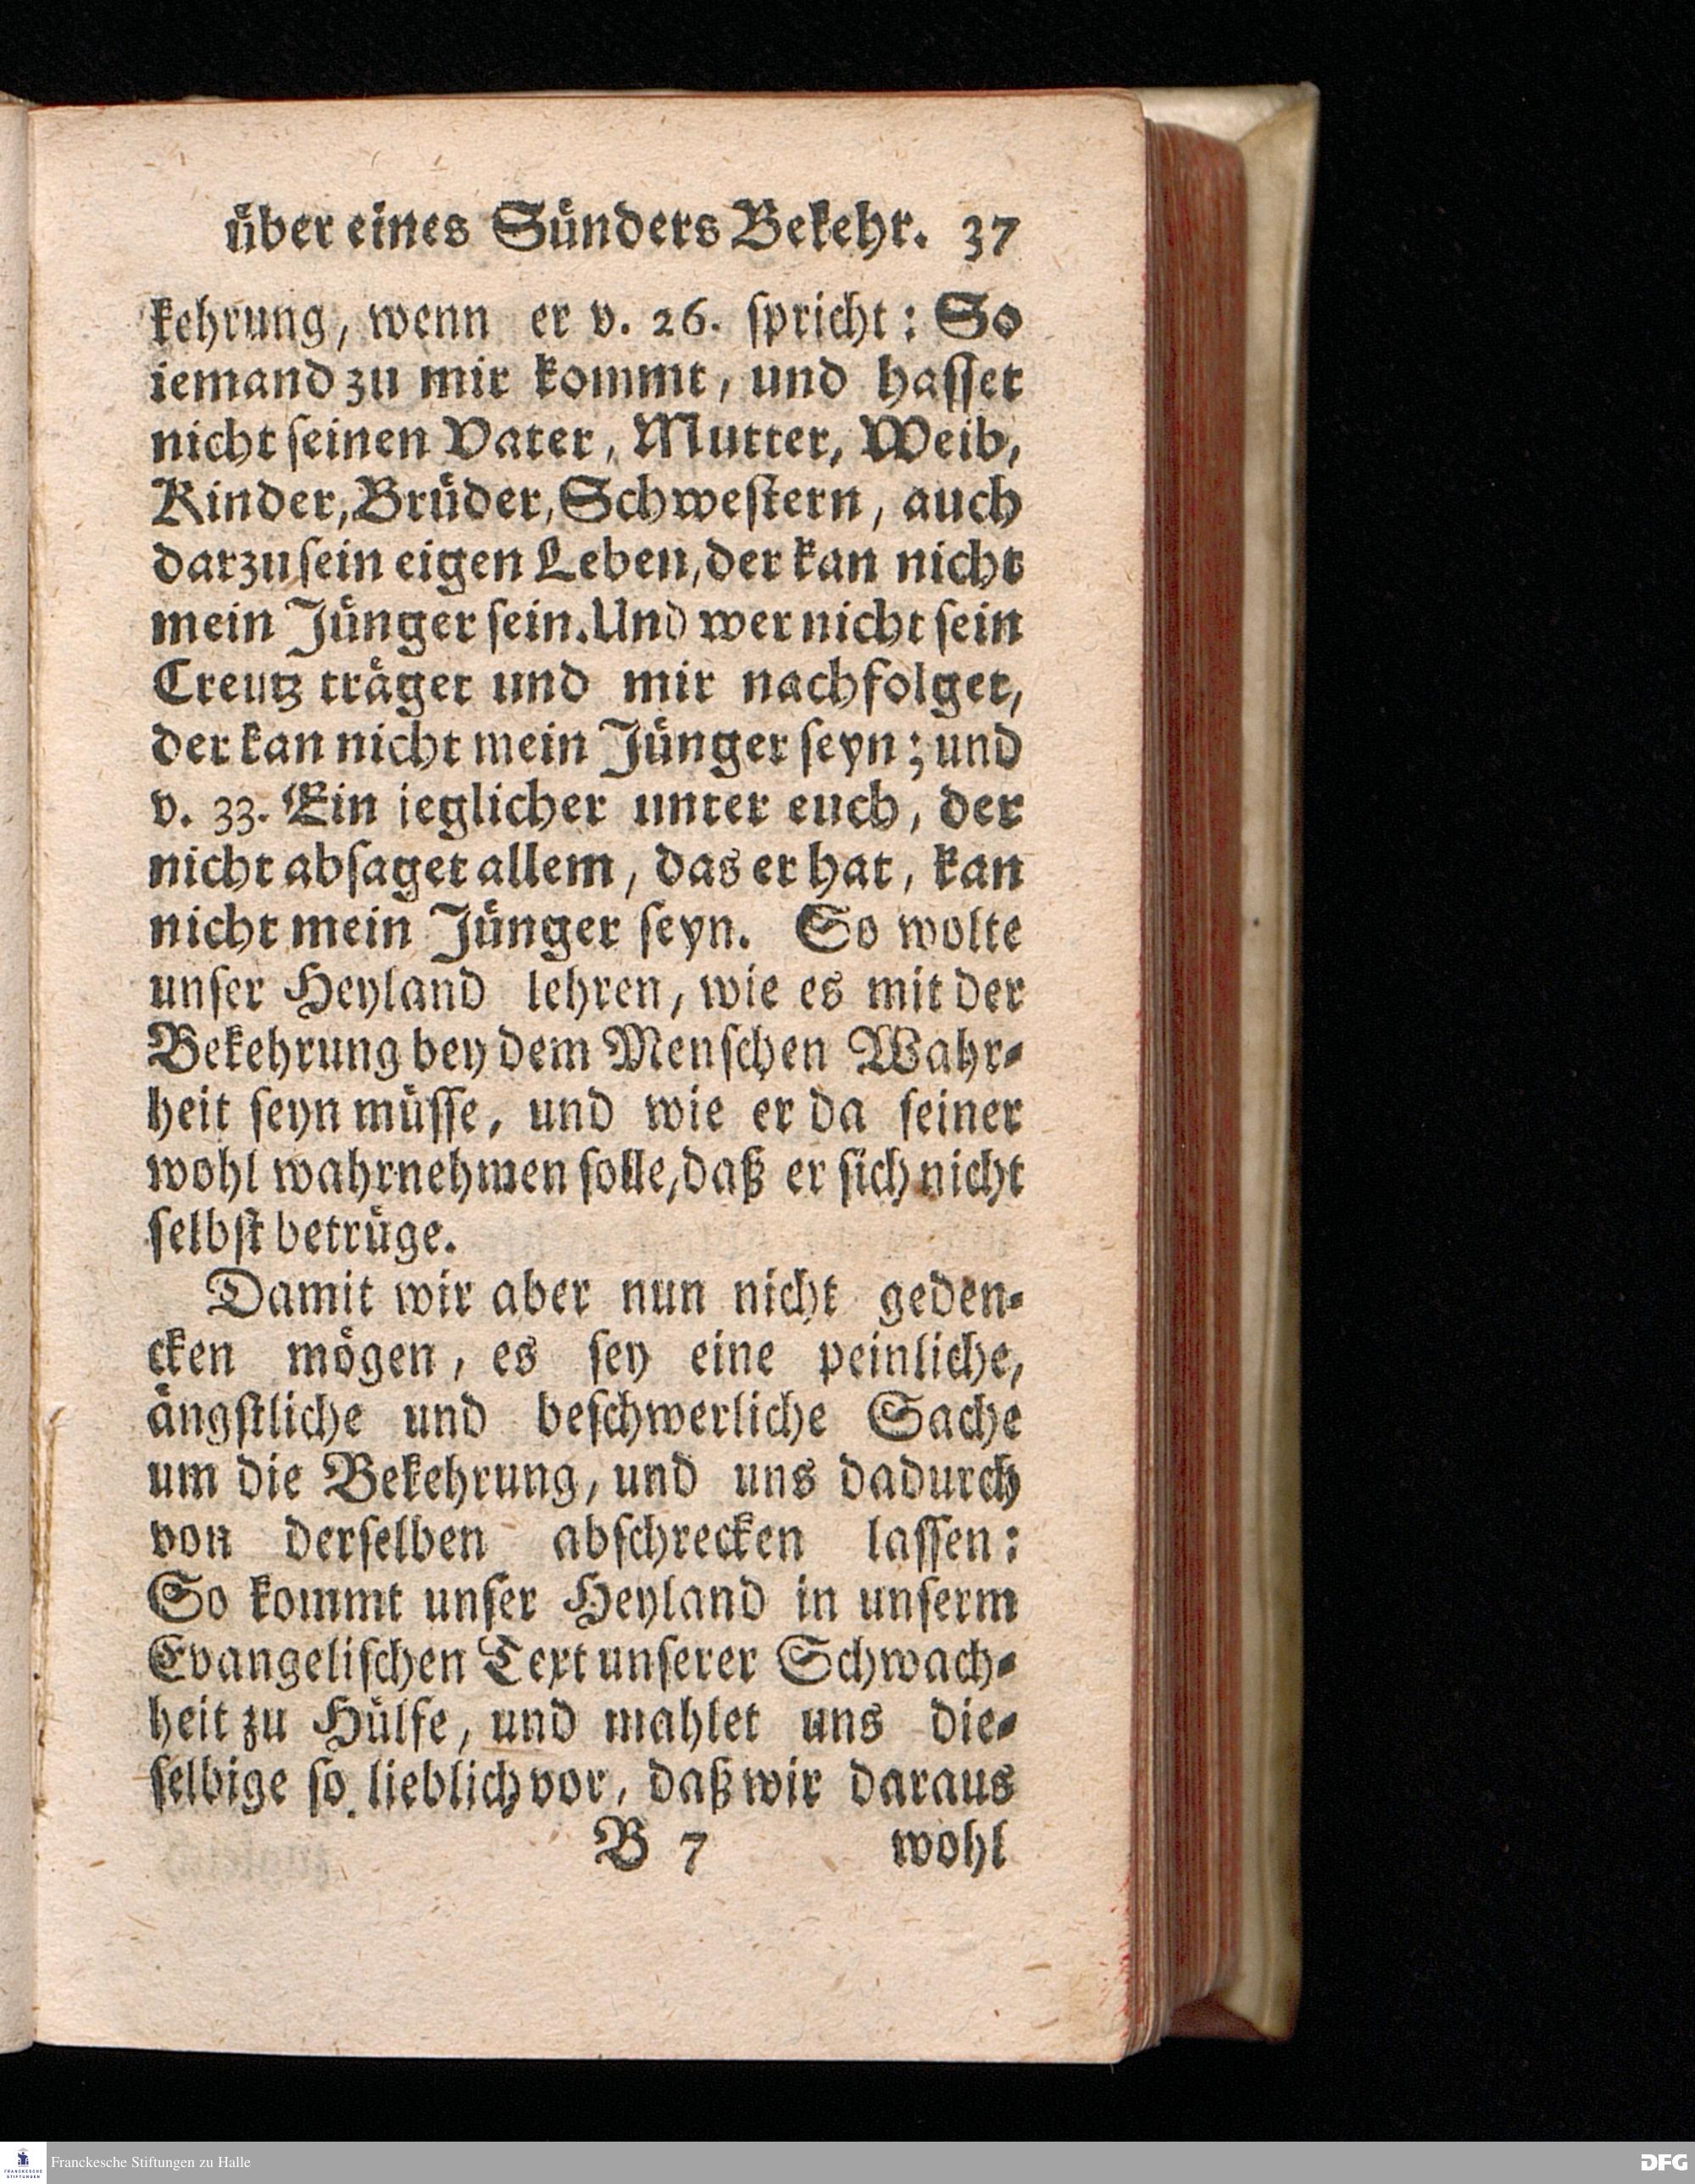 über eines Sünders Bekehr. 37
kehrung, wenn er v. 26. ſpricht: So
iemand zu mir kommt, und haſſet
nicht ſeinen Vater, Mutter, Weib,
Kinder, Brüder, Schweſtern, auch
darzu ſein eigen Leben, der kan nicht
mein Jünger ſein. Und wer nicht ſein
Creutz träget und mir nachfolget,
der kan nicht mein Jünger ſeyn; und
v. 33. Ein ieglicher unter euch, der
nicht abſaget allem, das er hat, kan
nicht mein Jünger ſeyn. So wolte
unſer Heyland lehren, wie es mit der
Bekehrung bey dem Menſchen Wahr-
heit ſeyn müſſe, und wie er da ſeiner
wohl wahrnehmen ſolle, daß er ſich nicht
ſelbſt betrüge.
Damit wir aber nun nicht geden-
cken mögen, es ſey eine peinliche,
ängſtliche und beſchwerliche Sache
um die Bekehrung, und uns dadurch
von derſelben abſchrecken laſſen:
So kommt unſer Heyland in unſerm
Evangeliſchen Text unſerer Schwach-
heit zu Hülfe, und mahlet uns die-
ſelbige ſo lieblich vor, daß wir daraus
B 7 wohl
FRANCKESCHE
STIFTUNGEN
Franckesche Stiftungen zu Halle
DFG